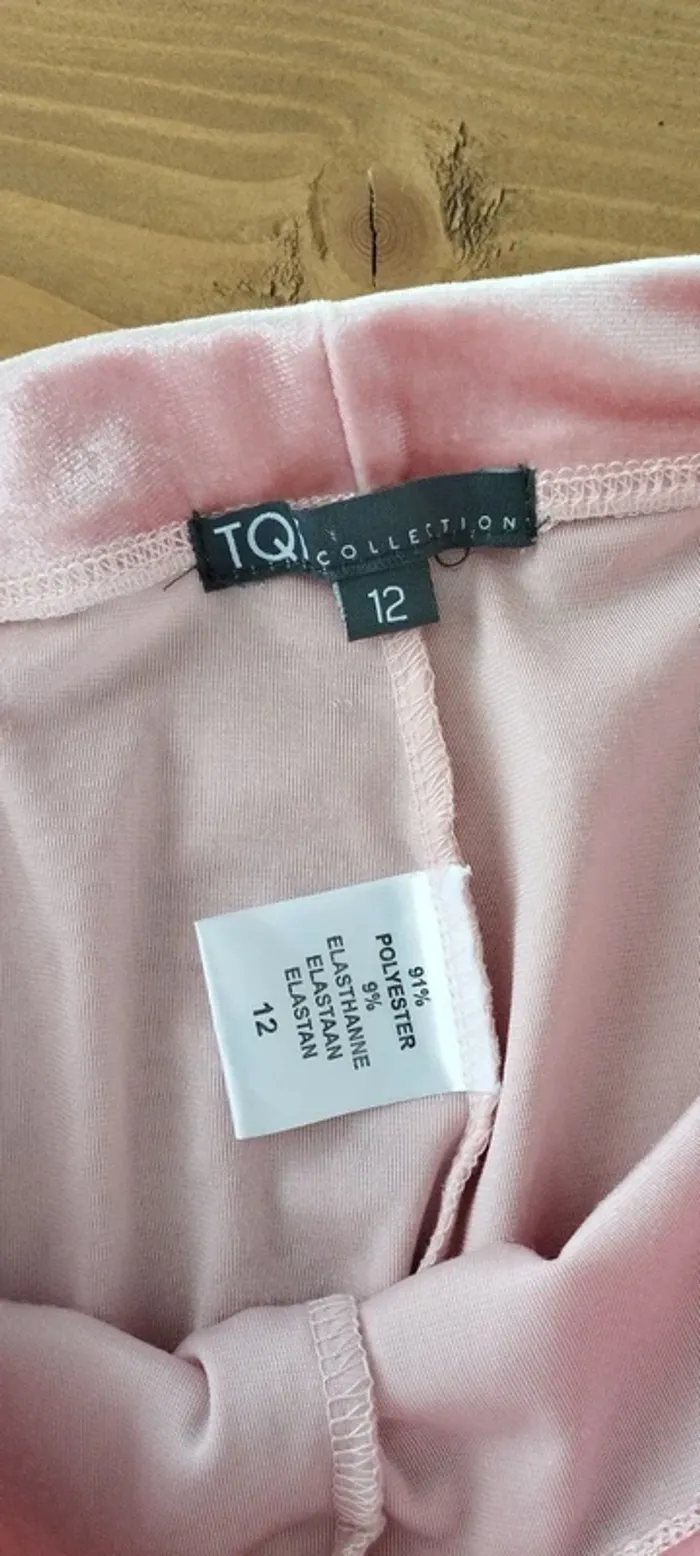 TQ COLLECTION
12
91%
POLYESTER
9%
ELASTHANNE
ELASTAAN
ELASTAN
12